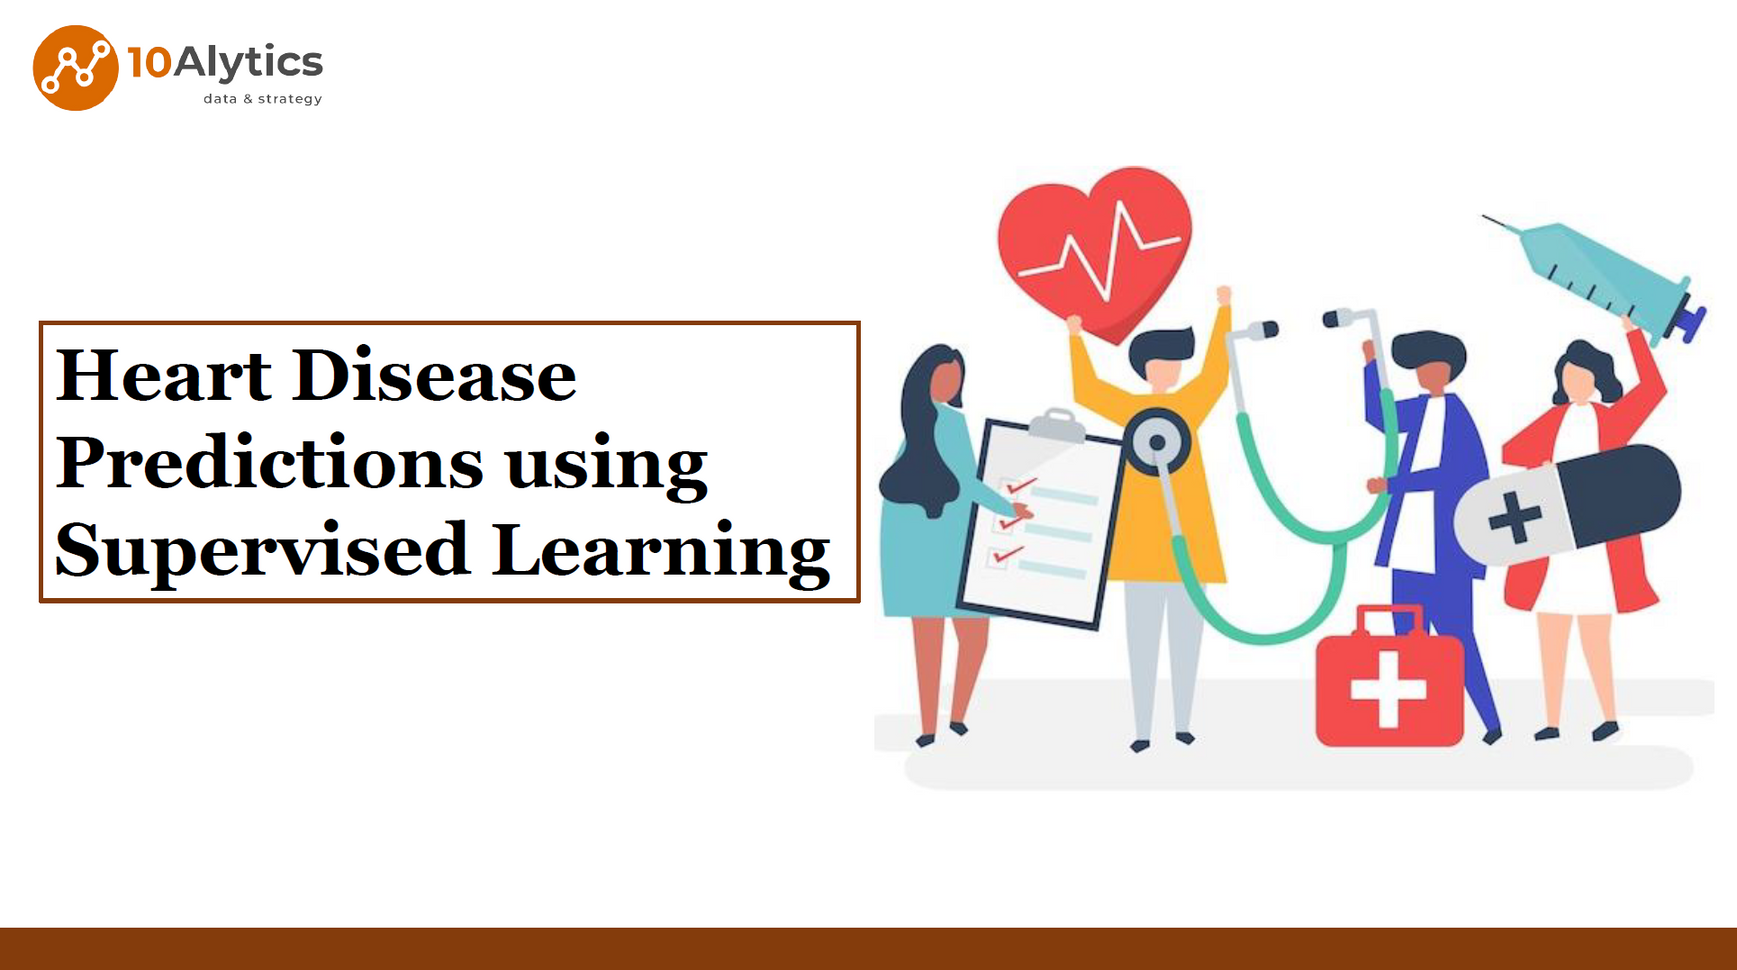 10Alytics
data & strategy
Heart Disease
Predictions using
Supervised Learning